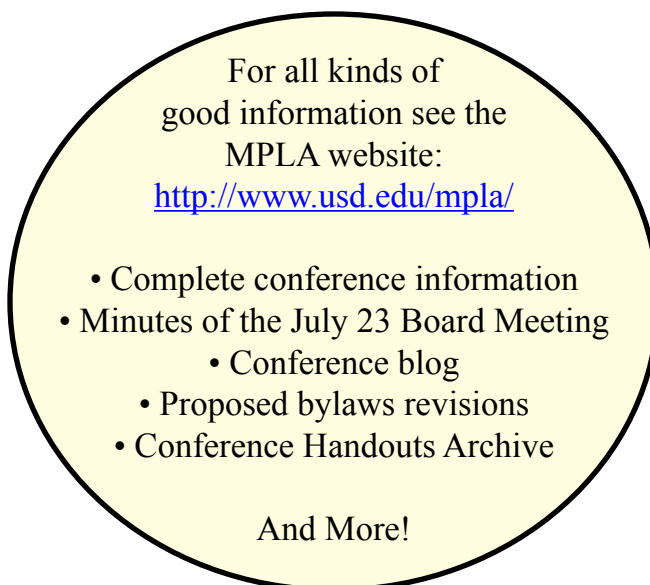 For all kinds of
good information see the
MPLA website:
http://www.usd.edu/mpla/
• Complete conference information
• Minutes of the July 23 Board Meeting
• Conference blog
• Proposed bylaws revisions
• Conference Handouts Archive
And More!